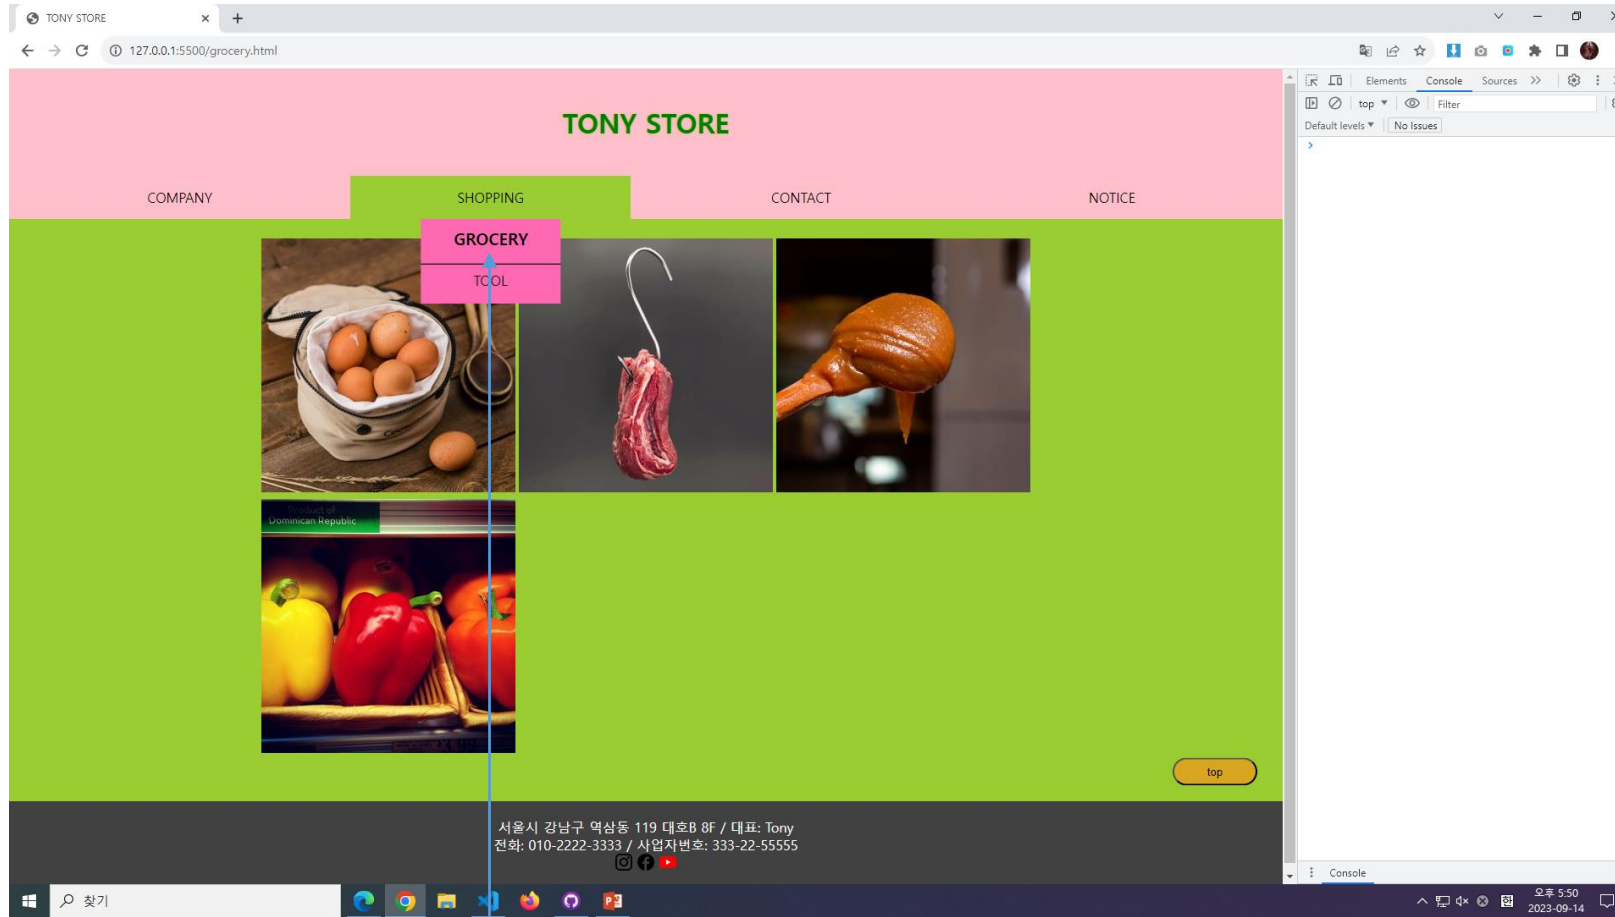 TONY STORE
127.0.0.1:5500/grocery.html
Elements Console Sources
top Filter
Default levels No Issues
TONY STORE
COMPANY SHOPPING CONTACT NOTICE
GROCERY
TOOL
Product of
Dominican Republic
top
서울시 강남구 역삼동 119 대호B 8F / 대표: Tony
전화: 010-2222-3333 / 사업자번호: 333-22-55555
Console
찾기
한
오후 5:50
2023-09-14